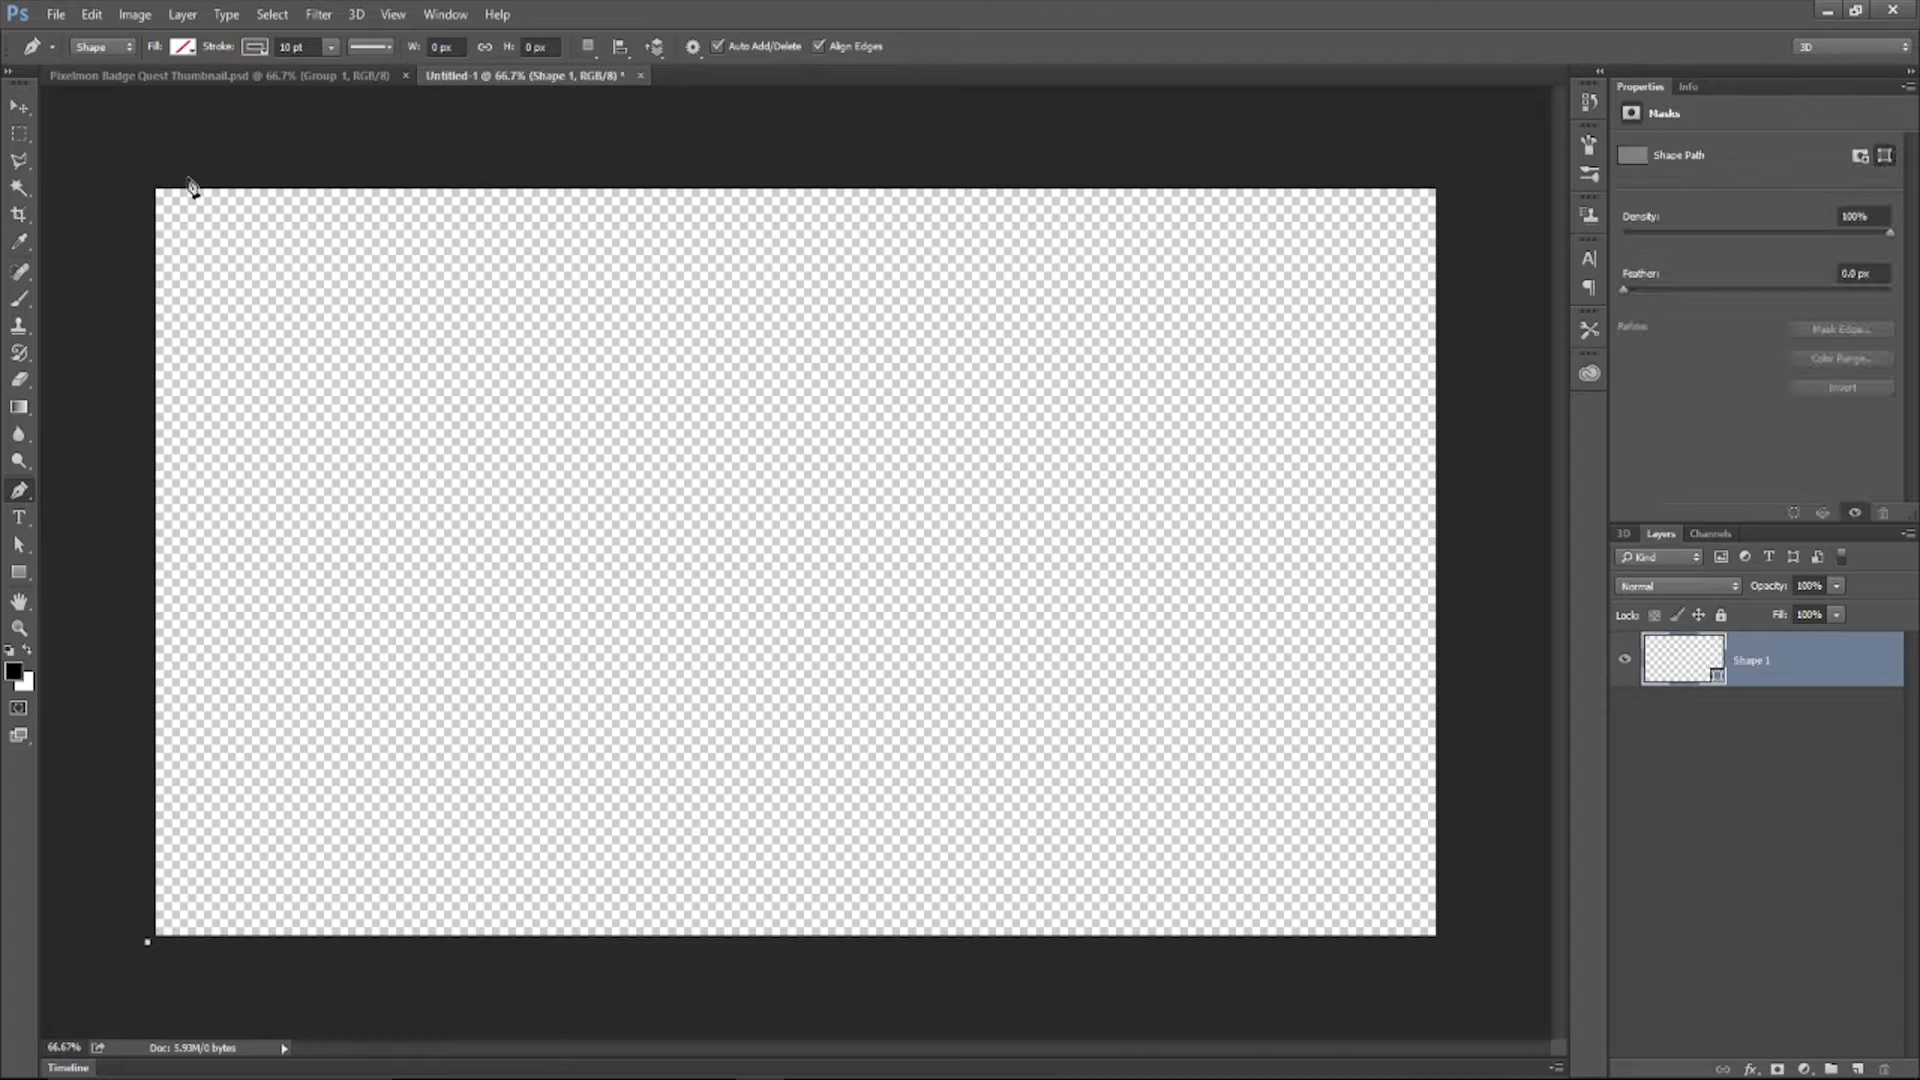 Ps File Edit Image Layer Type Select Filter 3D View Window Help
Shape Fill: Stroke: 10 pt W: 0 px H: 0 px Auto Add/Delete Align Edges 3D
Pixelmon Badge Quest Thumbnail.psd @ 66.7% (Group 1, RGB/8) × Untitled-1 @ 66.7% (Shape 1, RGB/8) * ×
Properties Info
Masks
Shape Path
Density: 100%
Feather: 0.0 px
Refine: Mask Edge...
Color Range...
Invert
3D Layers Channels
Kind
Normal Opacity: 100%
Lock: Fill: 100%
Shape 1
66.67% Doc: 5.93M/0 bytes
Timeline